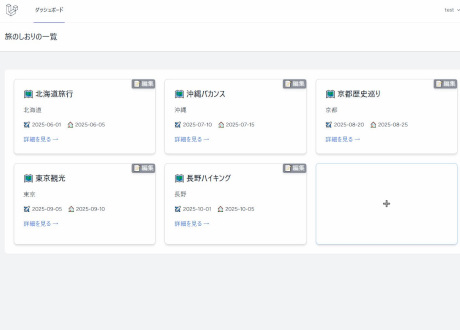 ダッシュボード
test
旅のしおりの一覧
編集
北海道旅行
北海道
2025-06-01 2025-06-05
詳細を見る →
編集
沖縄バカンス
沖縄
2025-07-10 2025-07-15
詳細を見る →
編集
京都歴史巡り
京都
2025-08-20 2025-08-25
詳細を見る →
編集
東京観光
東京
2025-09-05 2025-09-10
詳細を見る →
編集
長野ハイキング
長野
2025-10-01 2025-10-05
詳細を見る →
+